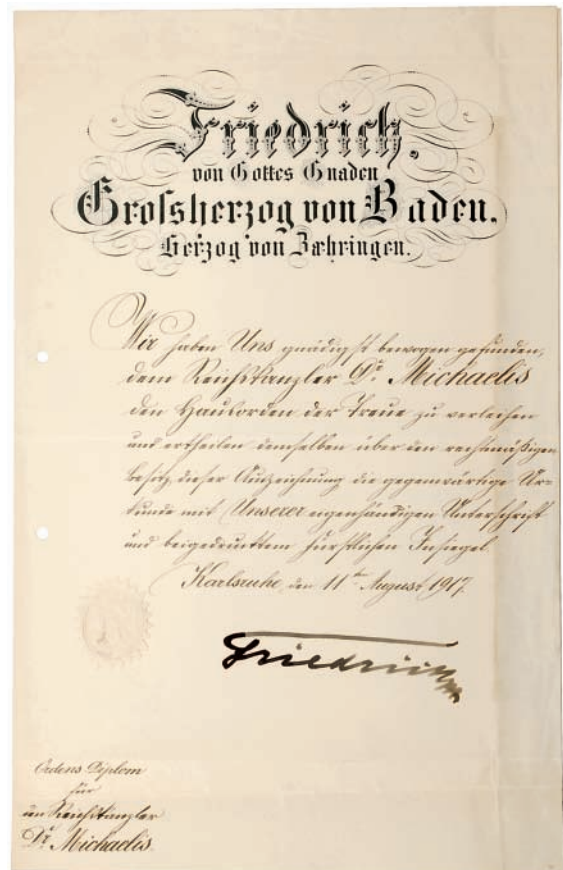 Friedrich,
von Gottes Gnaden
Großherzog von Baden,
Herzog von Zæhringen.
Wir haben Uns gnädigst bewogen gefunden,
dem Reichskanzler Dr. Michaelis
den Hausorden der Treue zu verleihen
und ertheilen demselben über den rechtmäßigen
Besitz dieser Auszeichnung die gegenwärtige Ur-
kunde mit Unserer eigenhändigen Unterschrift
und beigedrucktem Fürstlichen Insiegel.
Karlsruhe, den 11ten August 1917.
Friedrich
Ordens Diplom
für
den Reichskanzler
Dr. Michaelis.